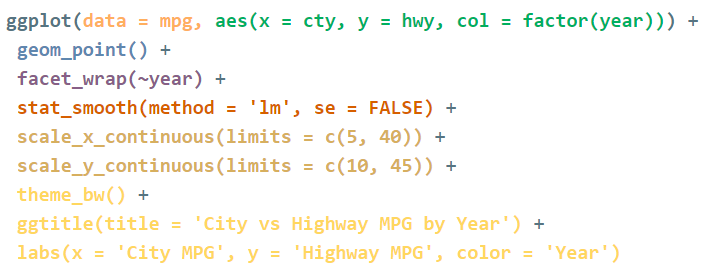 ggplot(data = mpg, aes(x = cty, y = hwy, col = factor(year))) +
geom_point() +
facet_wrap(~year) +
stat_smooth(method = 'lm', se = FALSE) +
scale_x_continuous(limits = c(5, 40)) +
scale_y_continuous(limits = c(10, 45)) +
theme_bw() +
ggtitle(title = 'City vs Highway MPG by Year') +
labs(x = 'City MPG', y = 'Highway MPG', color = 'Year')